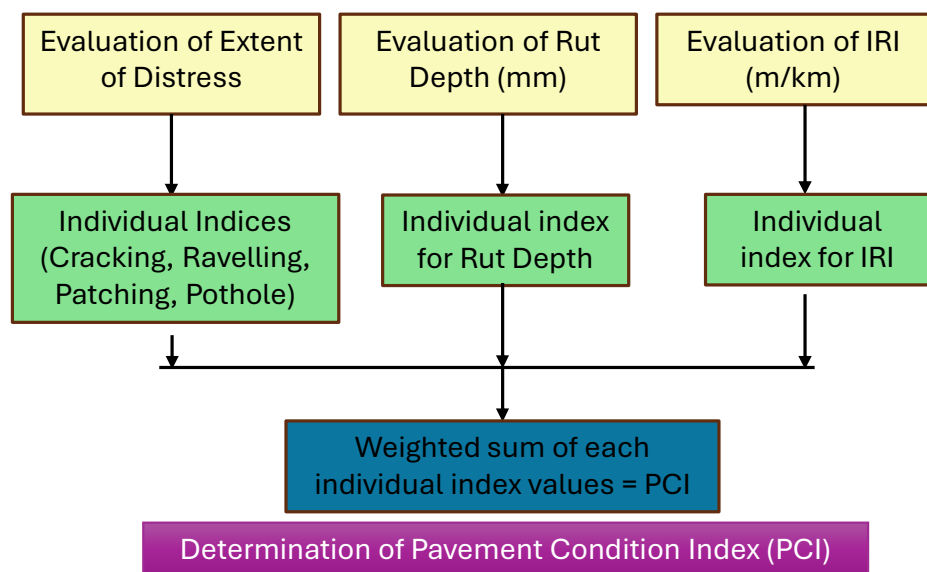 Evaluation of Extent
of Distress
Evaluation of Rut
Depth (mm)
Evaluation of IRI
(m/km)
Individual Indices
(Cracking, Ravelling,
Patching, Pothole)
Individual index
for Rut Depth
Individual
index for IRI
Weighted sum of each
individual index values = PCI
Determination of Pavement Condition Index (PCI)